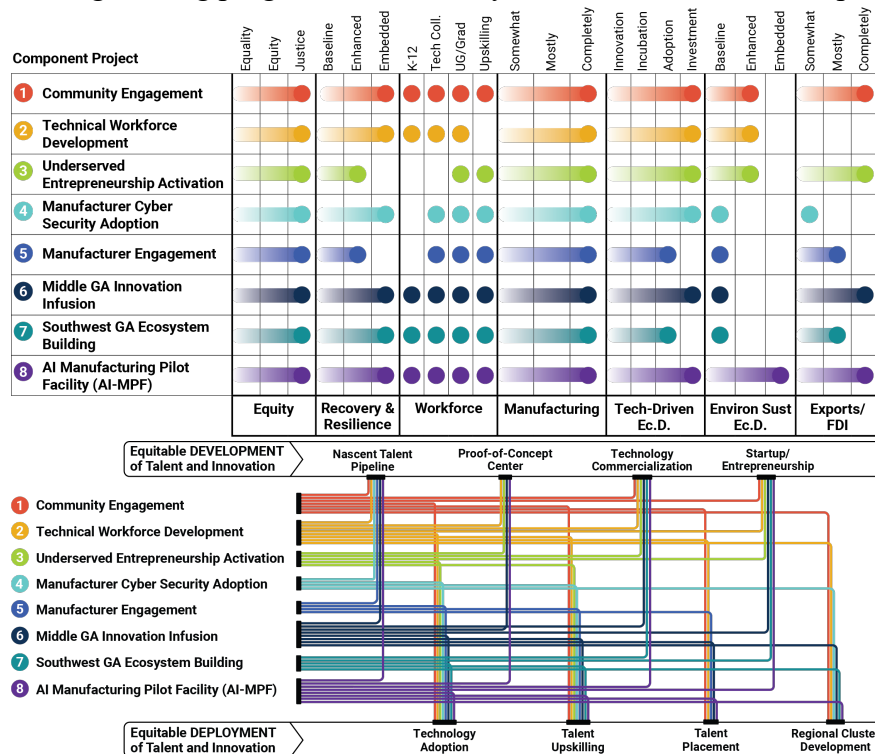 Component Project
Equality
Equity
Justice
Baseline
Enhanced
Embedded
K-12
Tech Coll.
UG/Grad
Upskilling
Somewhat
Mostly
Completely
Innovation
Incubation
Adoption
Investment
Baseline
Enhanced
Embedded
Somewhat
Mostly
Completely
1 Community Engagement
2 Technical Workforce
Development
3 Underserved
Entrepreneurship Activation
4 Manufacturer Cyber
Security Adoption
5 Manufacturer Engagement
6 Middle GA Innovation
Infusion
7 Southwest GA Ecosystem
Building
8 AI Manufacturing Pilot
Facility (AI-MPF)
Equity
Recovery &
Resilience
Workforce
Manufacturing
Tech-Driven
Ec.D.
Environ Sust
Ec.D.
Exports/
FDI
Equitable DEVELOPMENT
of Talent and Innovation
Nascent Talent
Pipeline
Proof-of-Concept
Center
Technology
Commercialization
Startup/
Entrepreneurship
1 Community Engagement
2 Technical Workforce Development
3 Underserved Entrepreneurship Activation
4 Manufacturer Cyber Security Adoption
5 Manufacturer Engagement
6 Middle GA Innovation Infusion
7 Southwest GA Ecosystem Building
8 AI Manufacturing Pilot Facility (AI-MPF)
Equitable DEPLOYMENT
of Talent and Innovation
Technology
Adoption
Talent
Upskilling
Talent
Placement
Regional Cluster
Development